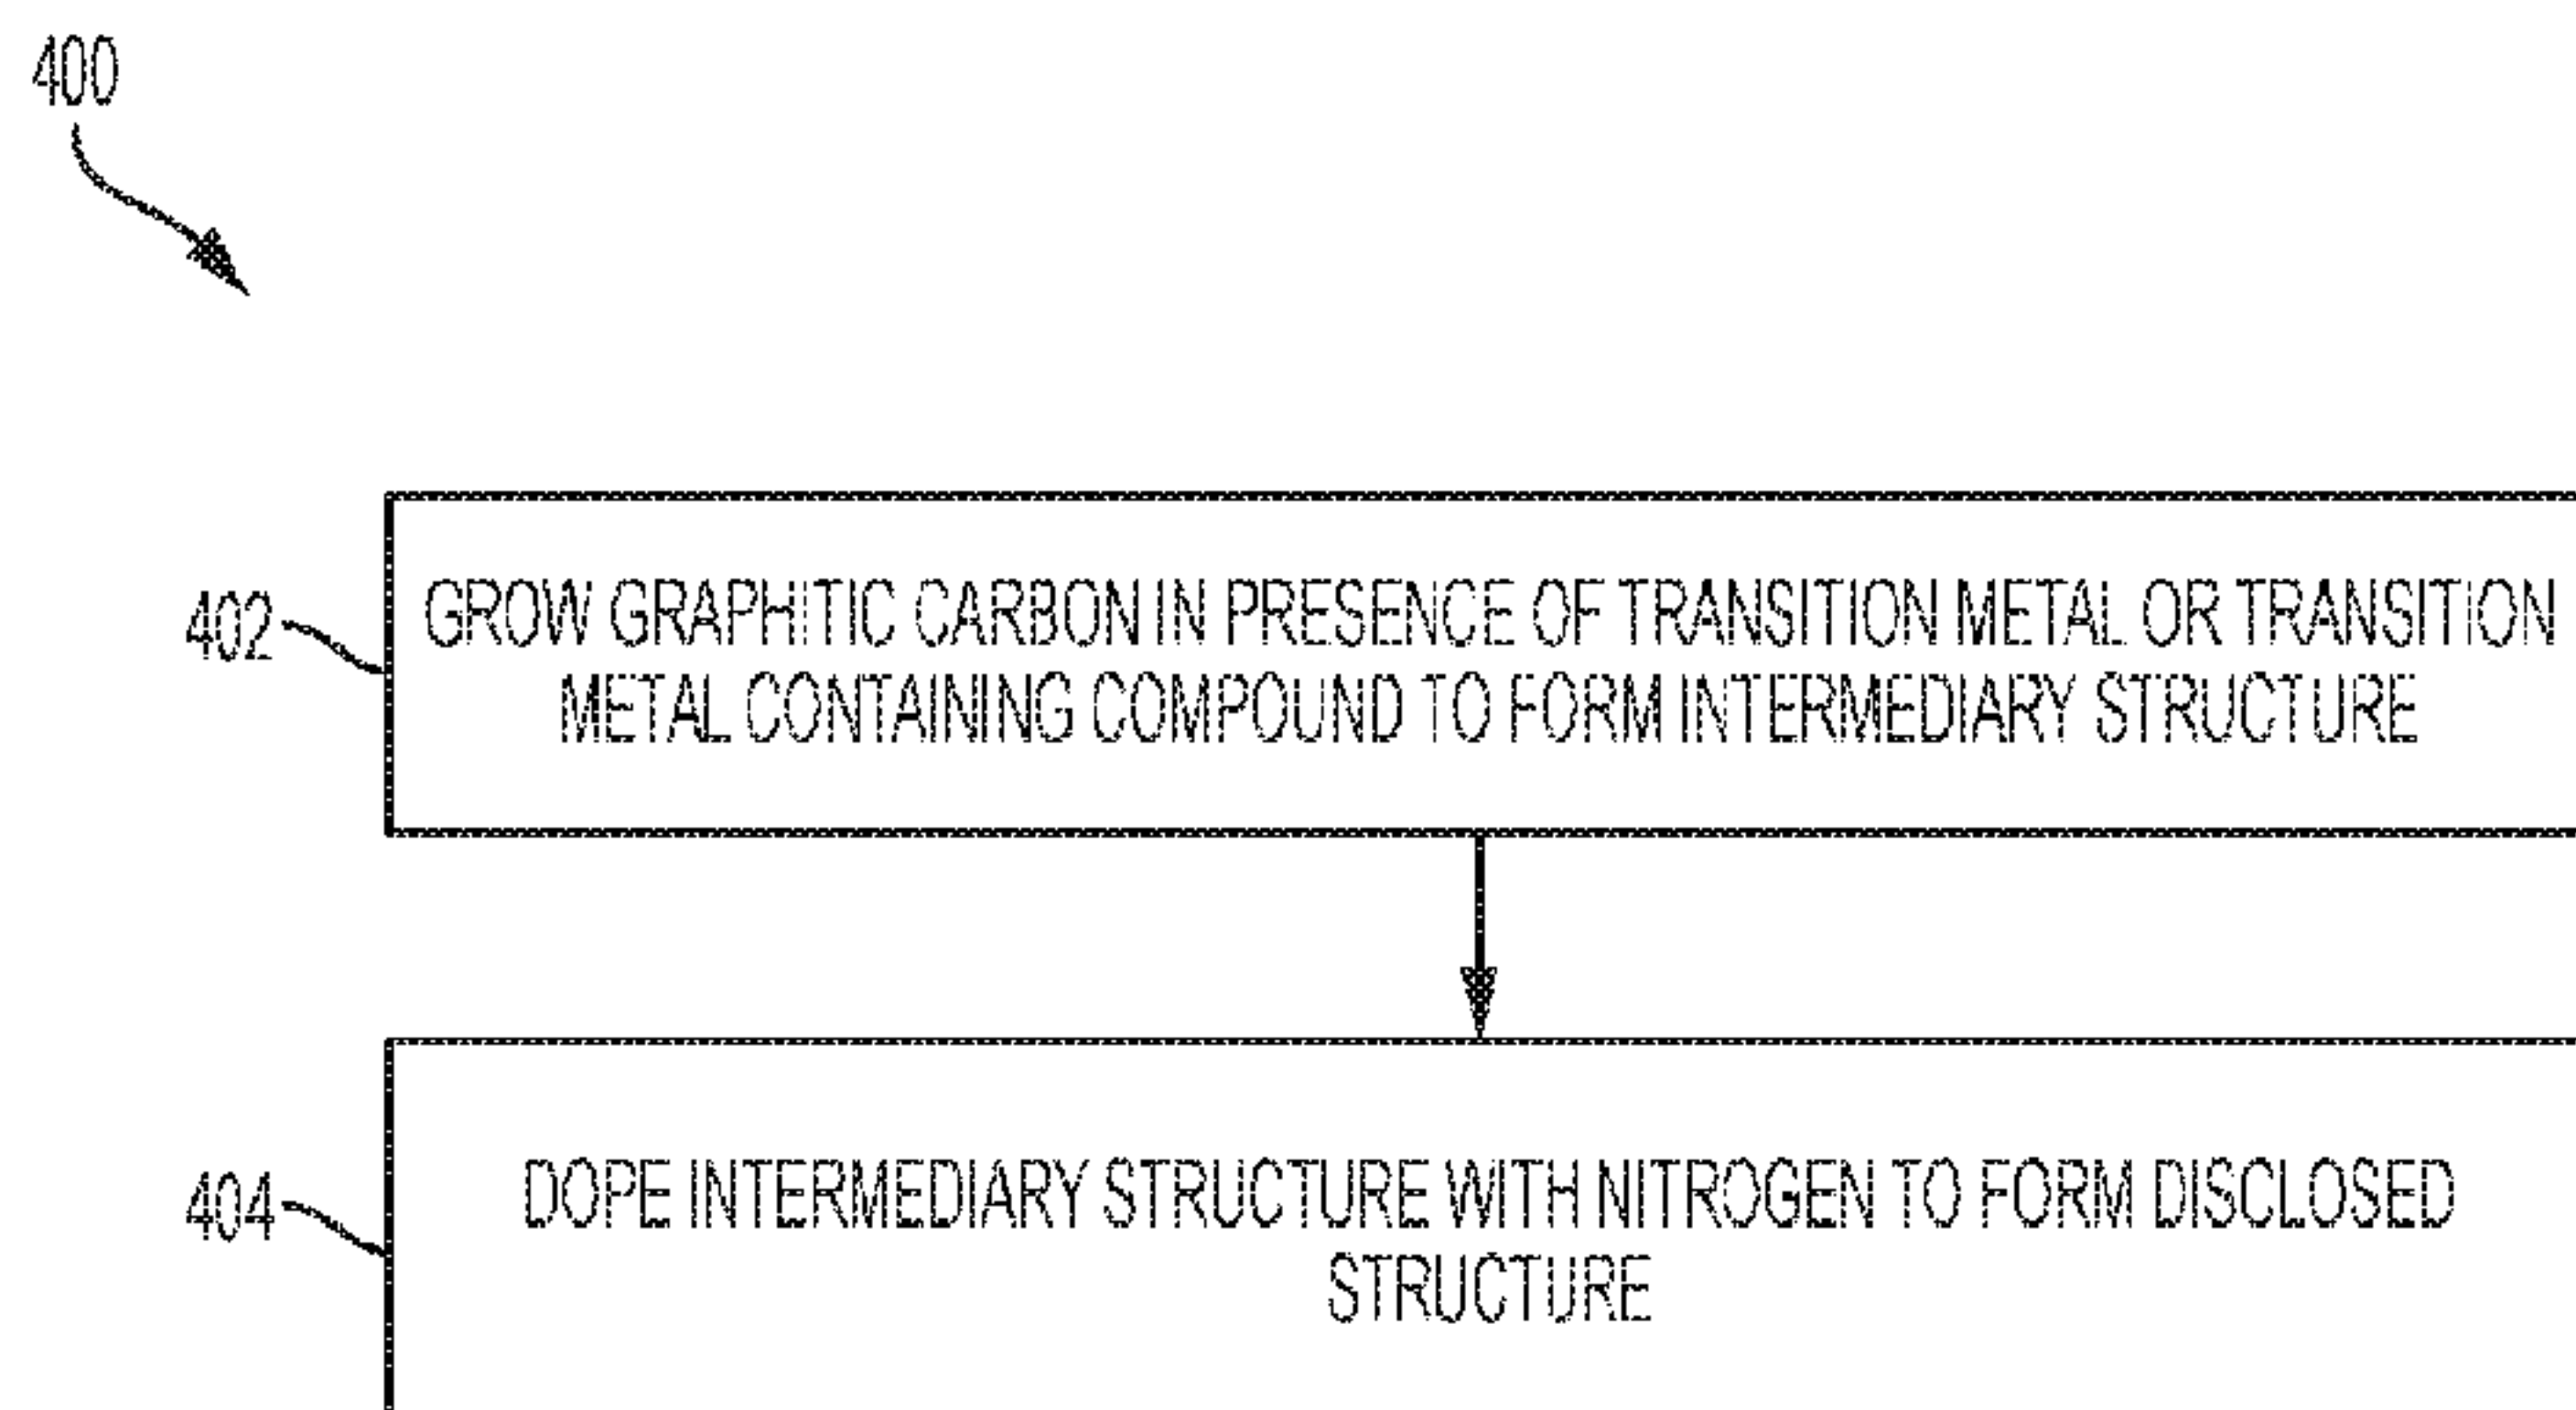 400
402
GROW GRAPHITIC CARBON IN PRESENCE OF TRANSITION METAL OR TRANSITION
METAL CONTAINING COMPOUND TO FORM INTERMEDIARY STRUCTURE
404
DOPE INTERMEDIARY STRUCTURE WITH NITROGEN TO FORM DISCLOSED
STRUCTURE